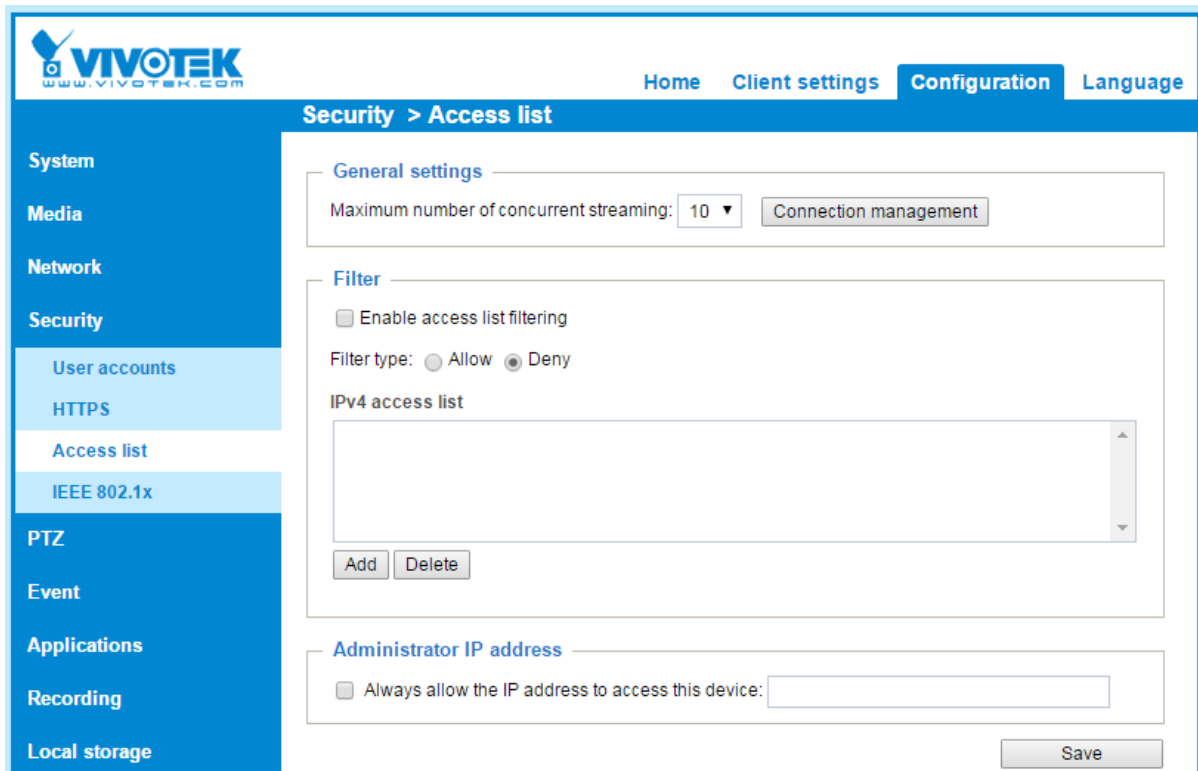 VIVOTEK
www.vivotek.com
Home Client settings Configuration Language
Security > Access list
System
Media
Network
Security
User accounts
HTTPS
Access list
IEEE 802.1x
PTZ
Event
Applications
Recording
Local storage
General settings
Maximum number of concurrent streaming: 10 Connection management
Filter
Enable access list filtering
Filter type: Allow Deny
IPv4 access list
Add Delete
Administrator IP address
Always allow the IP address to access this device:
Save